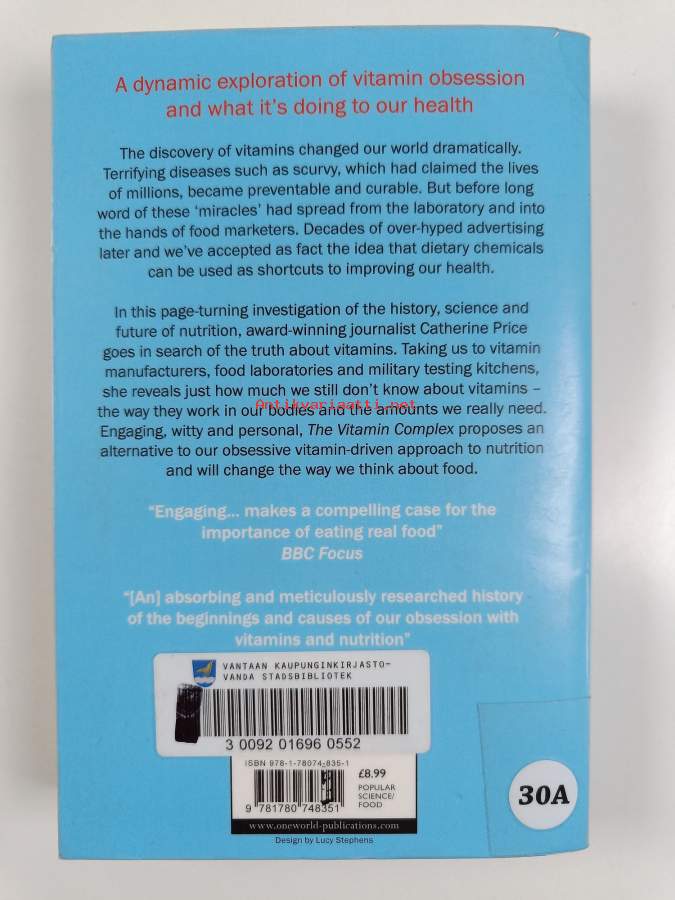 A dynamic exploration of vitamin obsession
and what it's doing to our health
The discovery of vitamins changed our world dramatically.
Terrifying diseases such as scurvy, which had claimed the lives
of millions, became preventable and curable. But before long
word of these ‘miracles’ had spread from the laboratory and into
the hands of food marketers. Decades of over-hyped advertising
later and we've accepted as fact the idea that dietary chemicals
can be used as shortcuts to improving our health.
In this page-turning investigation of the history, science and
future of nutrition, award-winning journalist Catherine Price
goes in search of the truth about vitamins. Taking us to vitamin
manufacturers, food laboratories and military testing kitchens,
she reveals just how much we still don't know about vitamins –
the way they work in our bodies and the amounts we really need.
Antikvariaatti.net
Engaging, witty and personal, The Vitamin Complex proposes an
alternative to our obsessive vitamin-driven approach to nutrition
and will change the way we think about food.
“Engaging... makes a compelling case for the
importance of eating real food”
BBC Focus
“[An] absorbing and meticulously researched history
of the beginnings and causes of our obsession with
vitamins and nutrition”
VANTAAN KAUPUNGINKIRJASTO-
VANDA STADSBIBLIOTEK
3 0092 01696 0552
ISBN 978-1-78074-835-1
£8.99
POPULAR
SCIENCE/
FOOD
9 781780 748351
www.oneworld-publications.com
Design by Lucy Stephens
30A